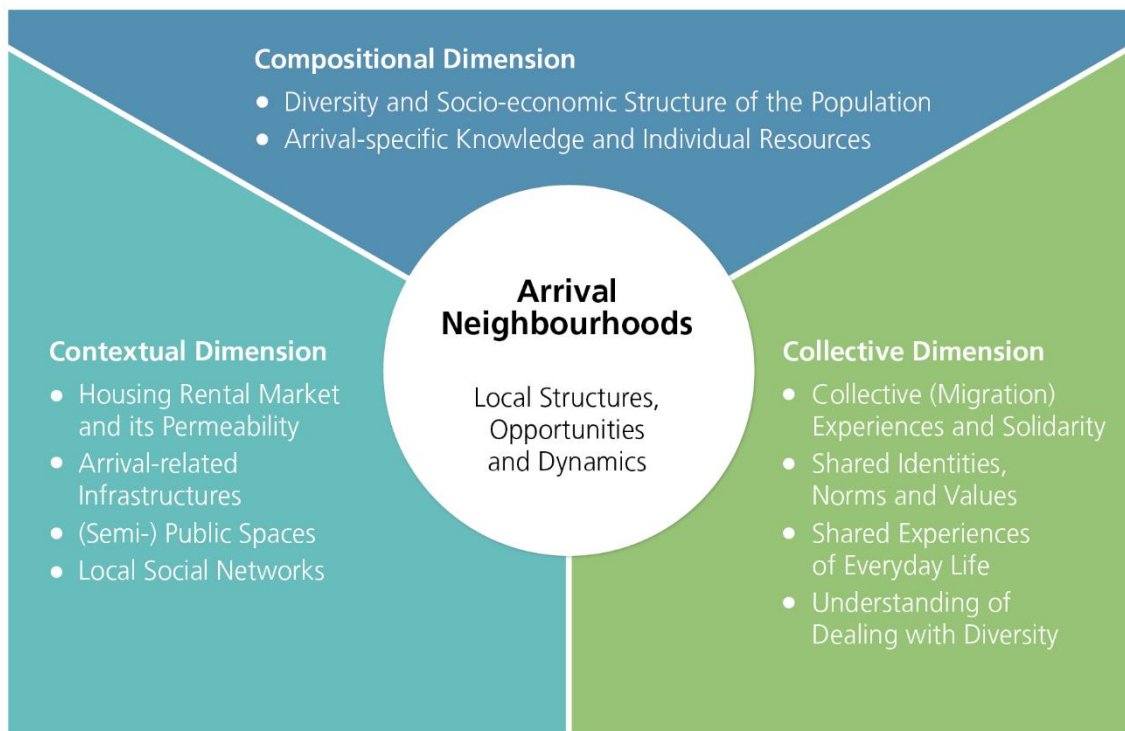 Compositional Dimension
● Diversity and Socio-economic Structure of the Population
● Arrival-specific Knowledge and Individual Resources
Arrival
Neighbourhoods
Local Structures,
Opportunities
and Dynamics
Contextual Dimension
● Housing Rental Market
and its Permeability
● Arrival-related
Infrastructures
● (Semi-) Public Spaces
● Local Social Networks
Collective Dimension
● Collective (Migration)
Experiences and Solidarity
● Shared Identities,
Norms and Values
● Shared Experiences
of Everyday Life
● Understanding of
Dealing with Diversity